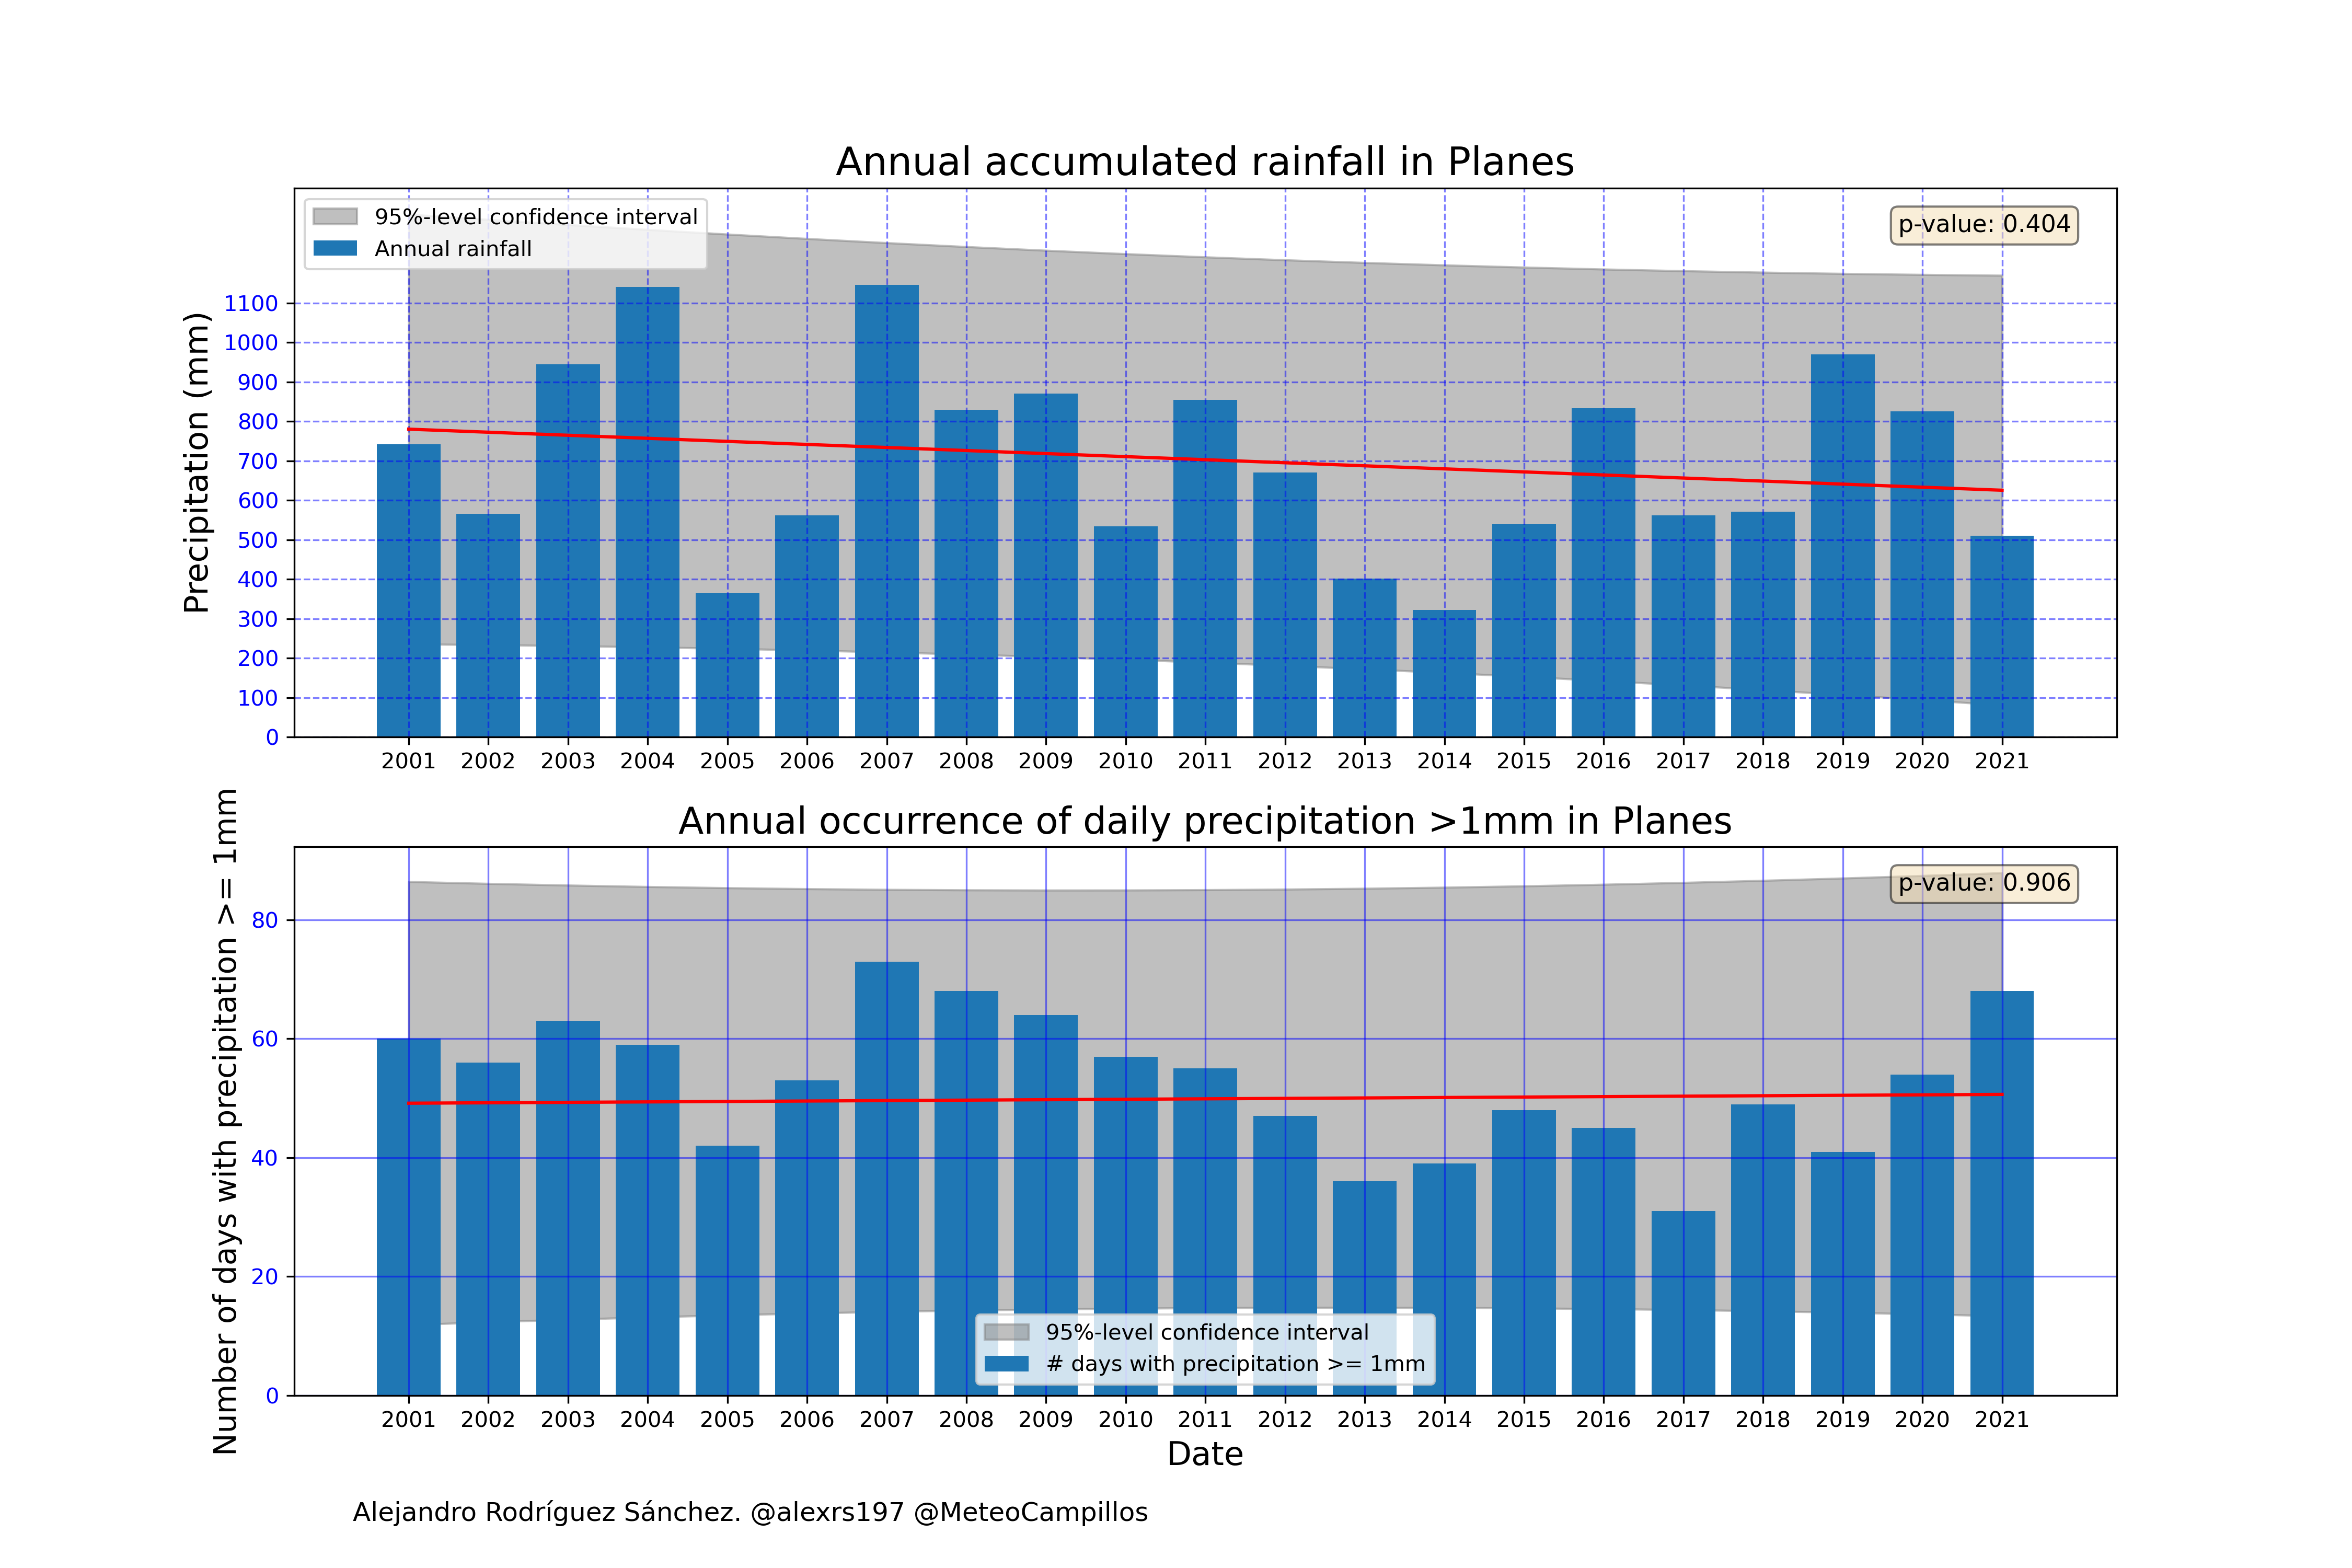 Annual accumulated rainfall in Planes
95%-level confidence interval
Annual rainfall
p-value: 0.404
Precipitation (mm)
1100
1000
900
800
700
600
500
400
300
200
100
0
2001 2002 2003 2004 2005 2006 2007 2008 2009 2010 2011 2012 2013 2014 2015 2016 2017 2018 2019 2020 2021
Annual occurrence of daily precipitation >1mm in Planes
p-value: 0.906
Number of days with precipitation >= 1mm
80
60
40
20
0
95%-level confidence interval
# days with precipitation >= 1mm
2001 2002 2003 2004 2005 2006 2007 2008 2009 2010 2011 2012 2013 2014 2015 2016 2017 2018 2019 2020 2021
Date
Alejandro Rodríguez Sánchez. @alexrs197 @MeteoCampillos